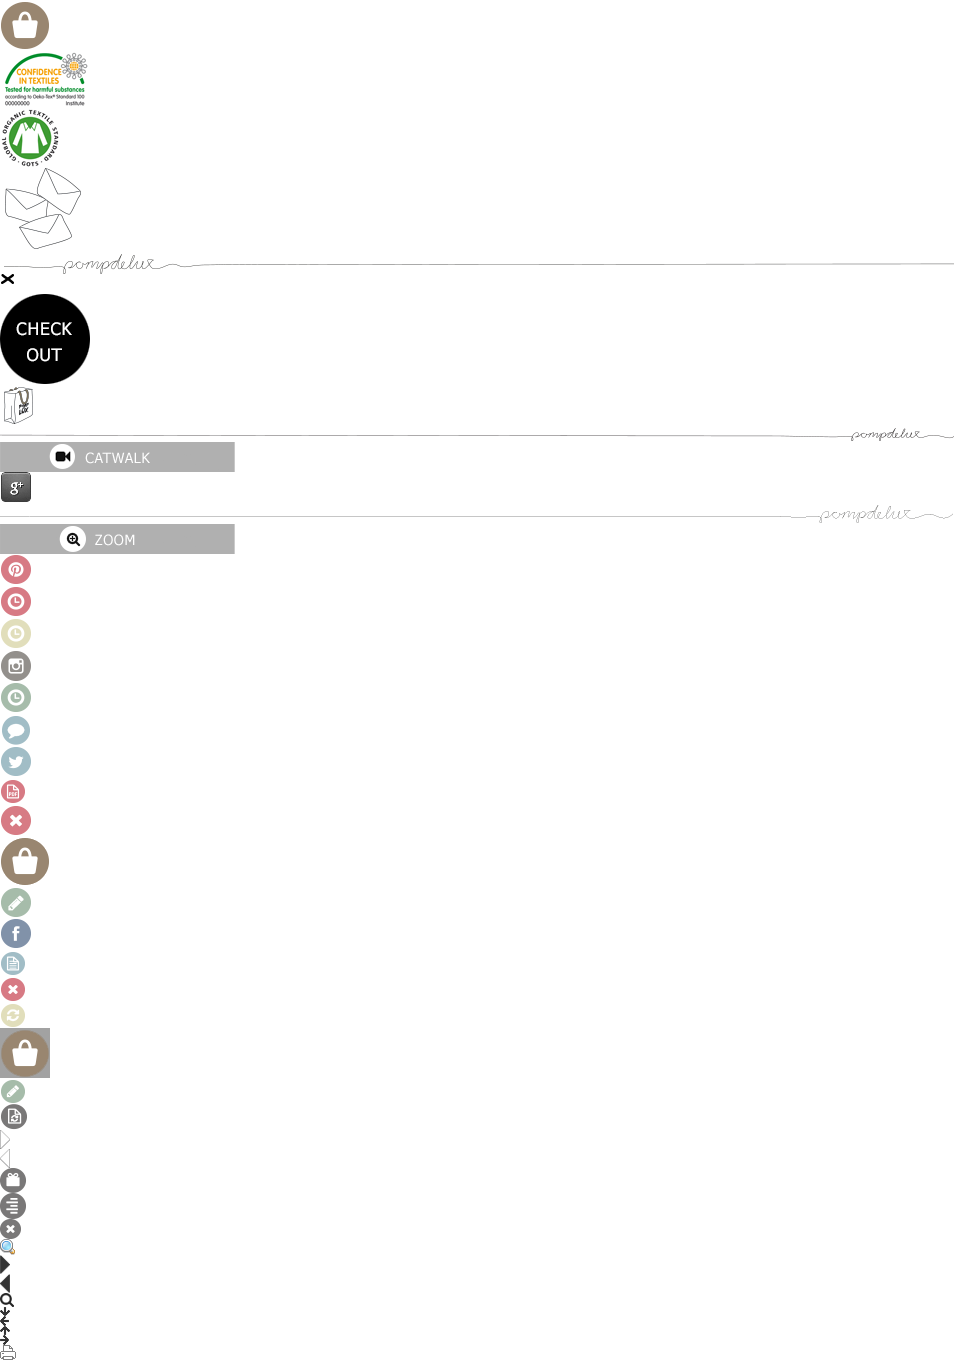 CONFIDENCE
IN TEXTILES
Tested for harmful substances
according to Oeko-Tex® Standard 100
00000000 Institute
GLOBAL ORGANIC TEXTILE STANDARD · GOTS ·
pompdelux
CHECK
OUT
pompdelux
CATWALK
g+
pompdelux
ZOOM
PDF
f